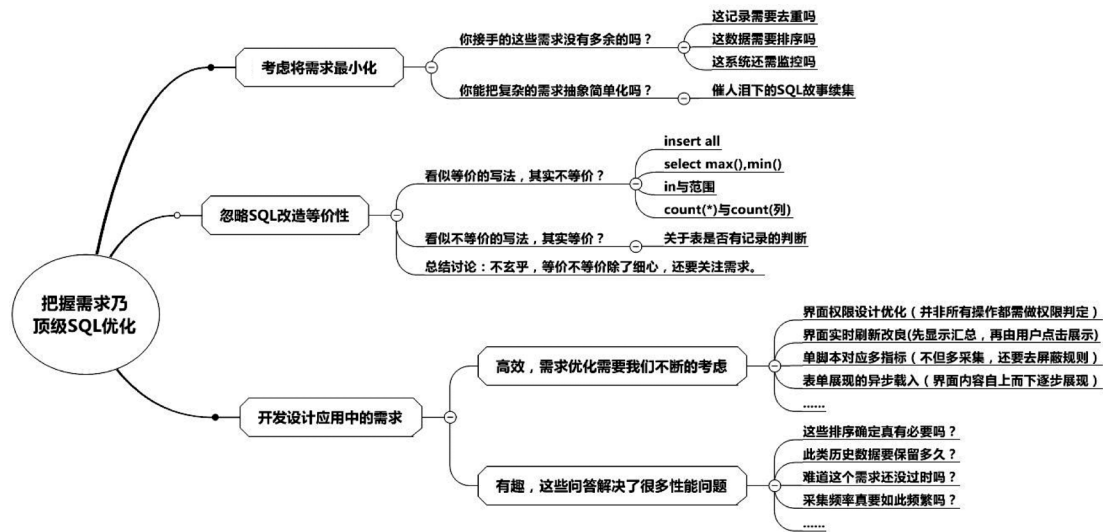 把握需求乃
顶级SQL优化
考虑将需求最小化
你接手的这些需求没有多余的吗？
这记录需要去重吗
这数据需要排序吗
这系统还需监控吗
你能把复杂的需求抽象简单化吗？
催人泪下的SQL故事续集
忽略SQL改造等价性
看似等价的写法，其实不等价？
insert all
select max(),min()
in与范围
count(*)与count(列)
看似不等价的写法，其实等价？
关于表是否有记录的判断
总结讨论：不玄乎，等价不等价除了细心，还要关注需求。
开发设计应用中的需求
高效，需求优化需要我们不断的考虑
界面权限设计优化（并非所有操作都需做权限判定）
界面实时刷新改良(先显示汇总，再由用户点击展示)
单脚本对应多指标（不但多采集，还要去屏蔽规则）
表单展现的异步载入（界面内容自上而下逐步展现）
......
有趣，这些问答解决了很多性能问题
这些排序确定真有必要吗？
此类历史数据要保留多久？
难道这个需求还没过时吗？
采集频率真要如此频繁吗？
......